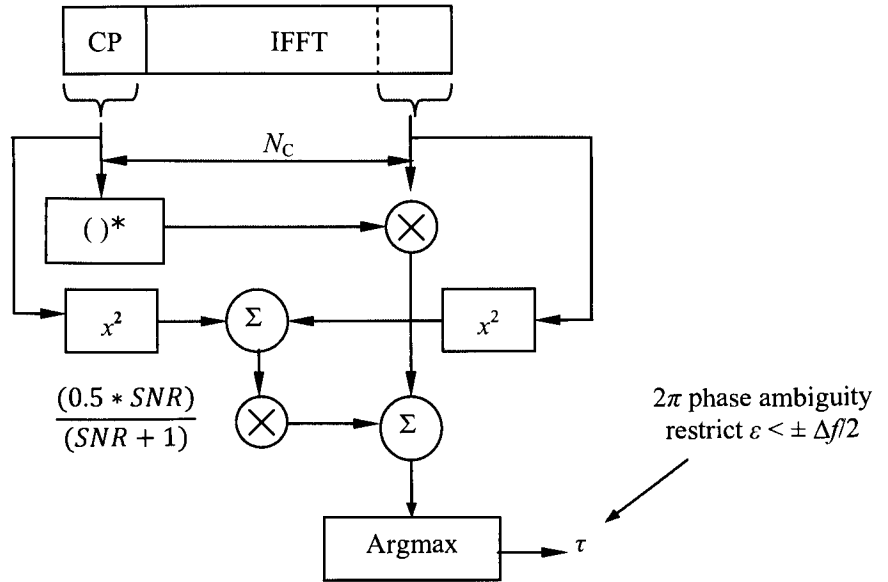 CP IFFT
N_C
( )*
x² Σ x²
(0.5 * SNR)
(SNR + 1)
Σ
2π phase ambiguity
restrict ε < ± Δf/2
Argmax τ